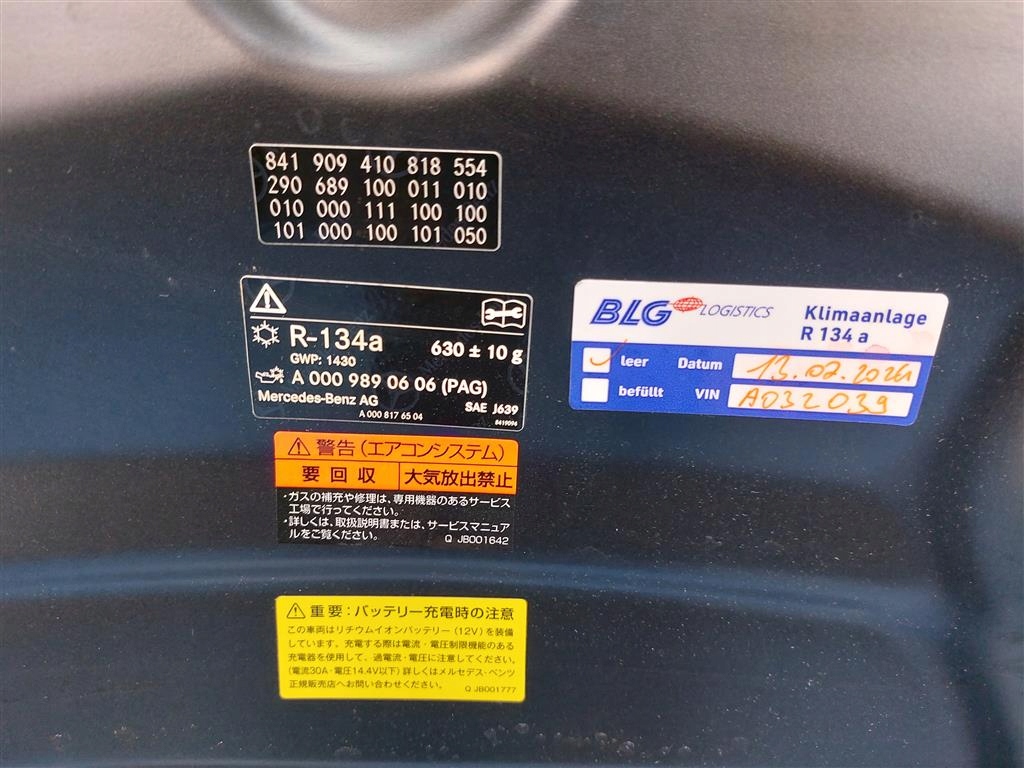 841 909 410 818 554
290 689 100 011 010
010 000 111 100 100
101 000 100 101 050
R-134a 630 ± 10 g
GWP: 1430
A 000 989 06 06 (PAG)
Mercedes-Benz AG SAE J639
A 000 817 65 04 8419094
BLG LOGISTICS Klimaanlage
R 134 a
leer Datum 13.02.2024
befüllt VIN A032039
警告(エアコンシステム)
要回収 大気放出禁止
・ガスの補充や修理は、専用機器のあるサービス
工場で行ってください。
・詳しくは、取扱説明書または、サービスマニュア
ルをご覧ください。 Q JB001642
重要:バッテリー充電時の注意
この車両はリチウムイオンバッテリー(12V)を装備
しています。充電する際は電流・電圧制限機能のある
充電器を使用して、過電流・電圧に注意してください。
(電流30A・電圧14.4V以下)詳しくはメルセデス・ベンツ
正規販売店へお問い合わせください。 Q JB001777